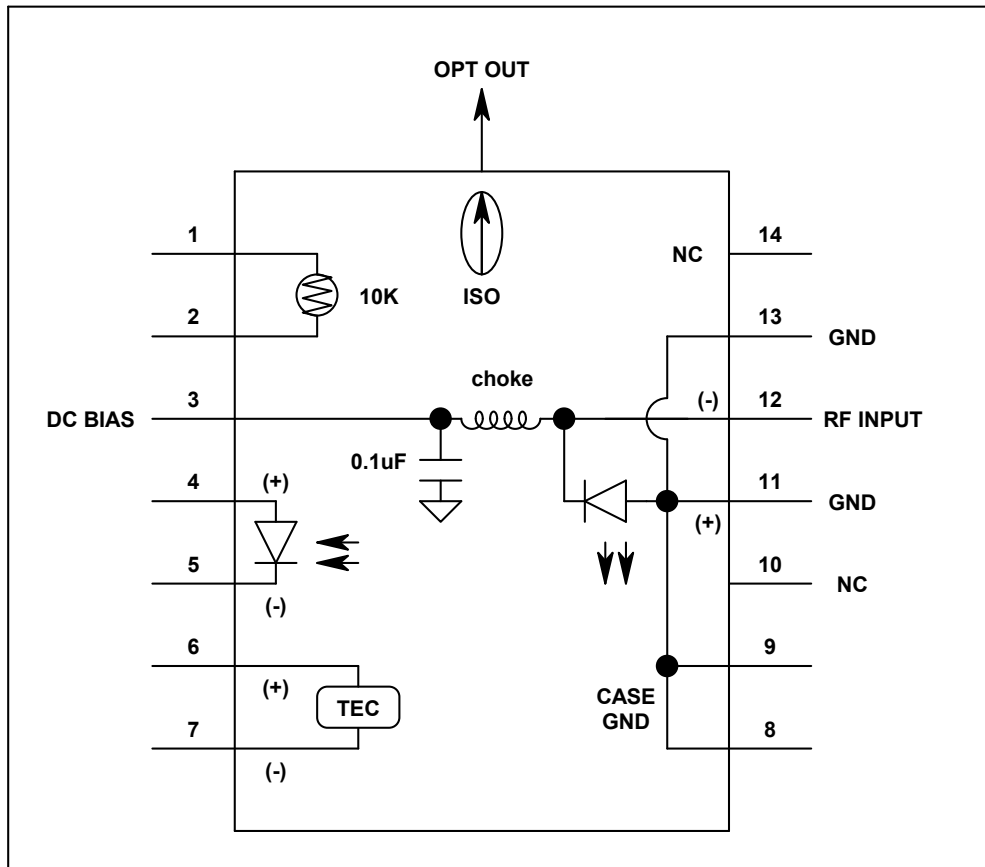 OPT OUT
1
14
NC
10K
ISO
2
13
GND
choke
DC BIAS
3
(-)
12
RF INPUT
0.1uF
4
(+)
11
GND
(+)
5
(-)
10
NC
6
(+)
9
TEC
CASE
GND
7
(-)
8